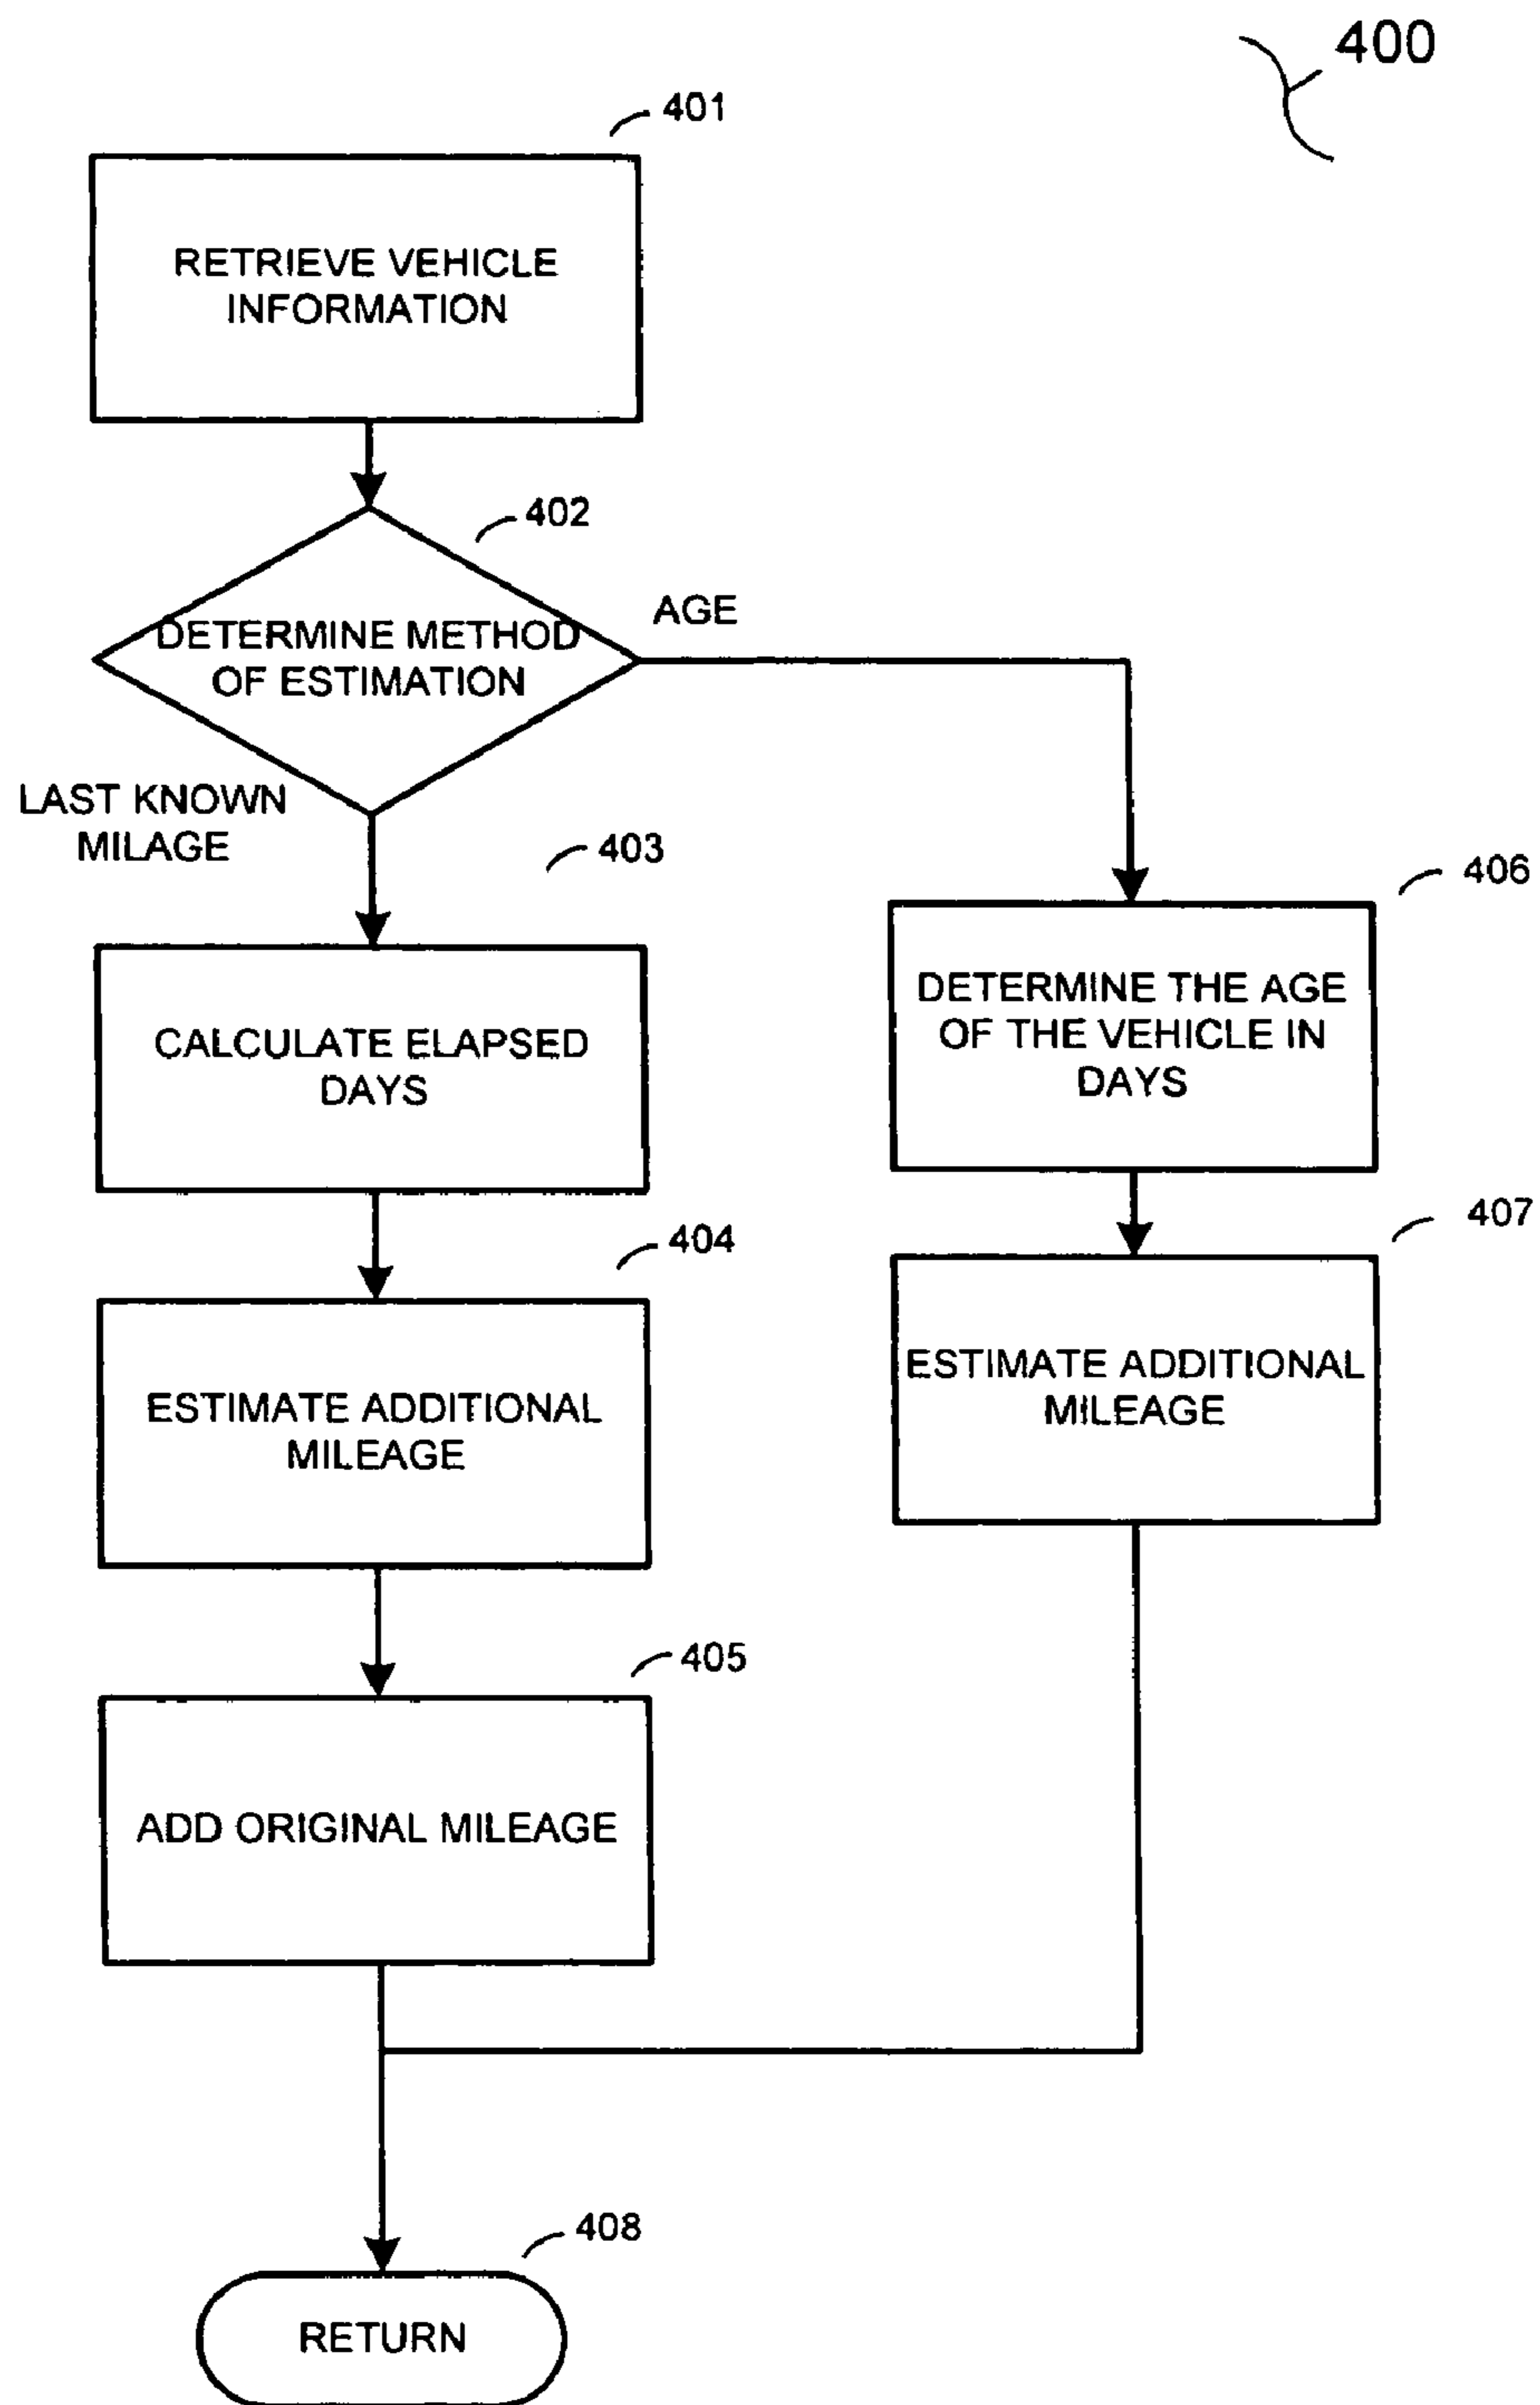 400
401
RETRIEVE VEHICLE
INFORMATION
402
DETERMINE METHOD
OF ESTIMATION
AGE
LAST KNOWN
MILAGE
403
CALCULATE ELAPSED
DAYS
404
ESTIMATE ADDITIONAL
MILEAGE
405
ADD ORIGINAL MILEAGE
406
DETERMINE THE AGE
OF THE VEHICLE IN
DAYS
407
ESTIMATE ADDITIONAL
MILEAGE
408
RETURN